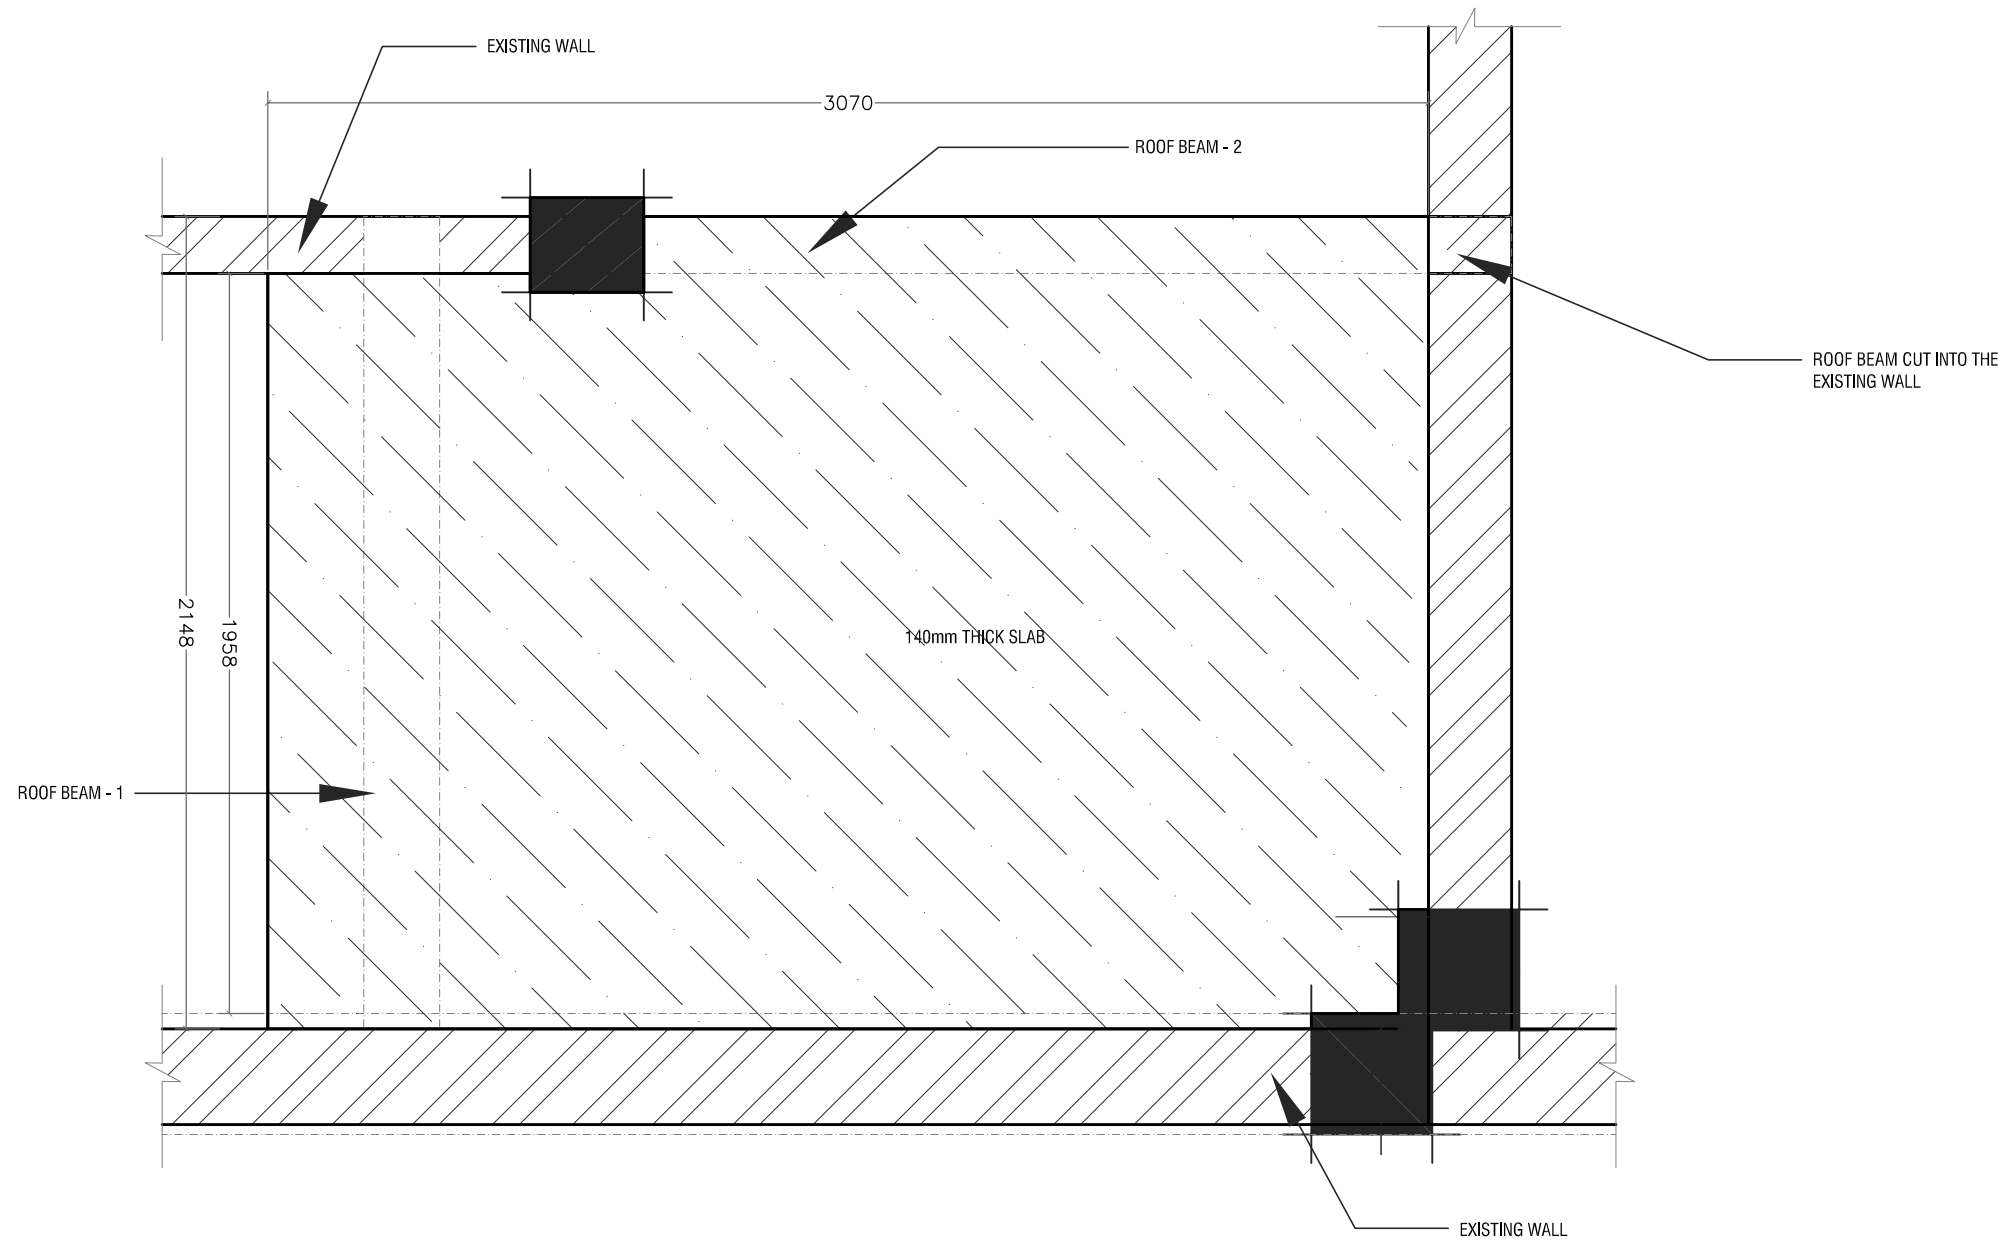 EXISTING WALL
3070
ROOF BEAM - 2
ROOF BEAM CUT INTO THE
EXISTING WALL
2148
1958
140mm THICK SLAB
ROOF BEAM - 1
EXISTING WALL